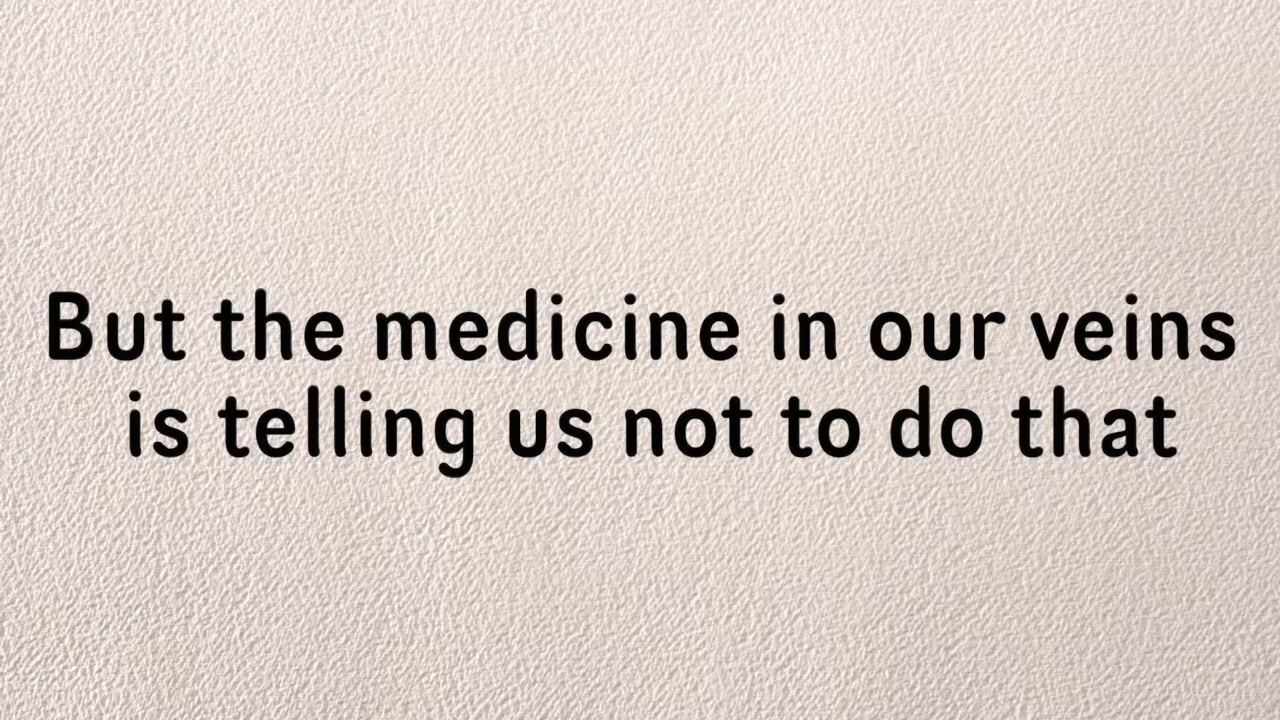 But the medicine in our veins
is telling us not to do that